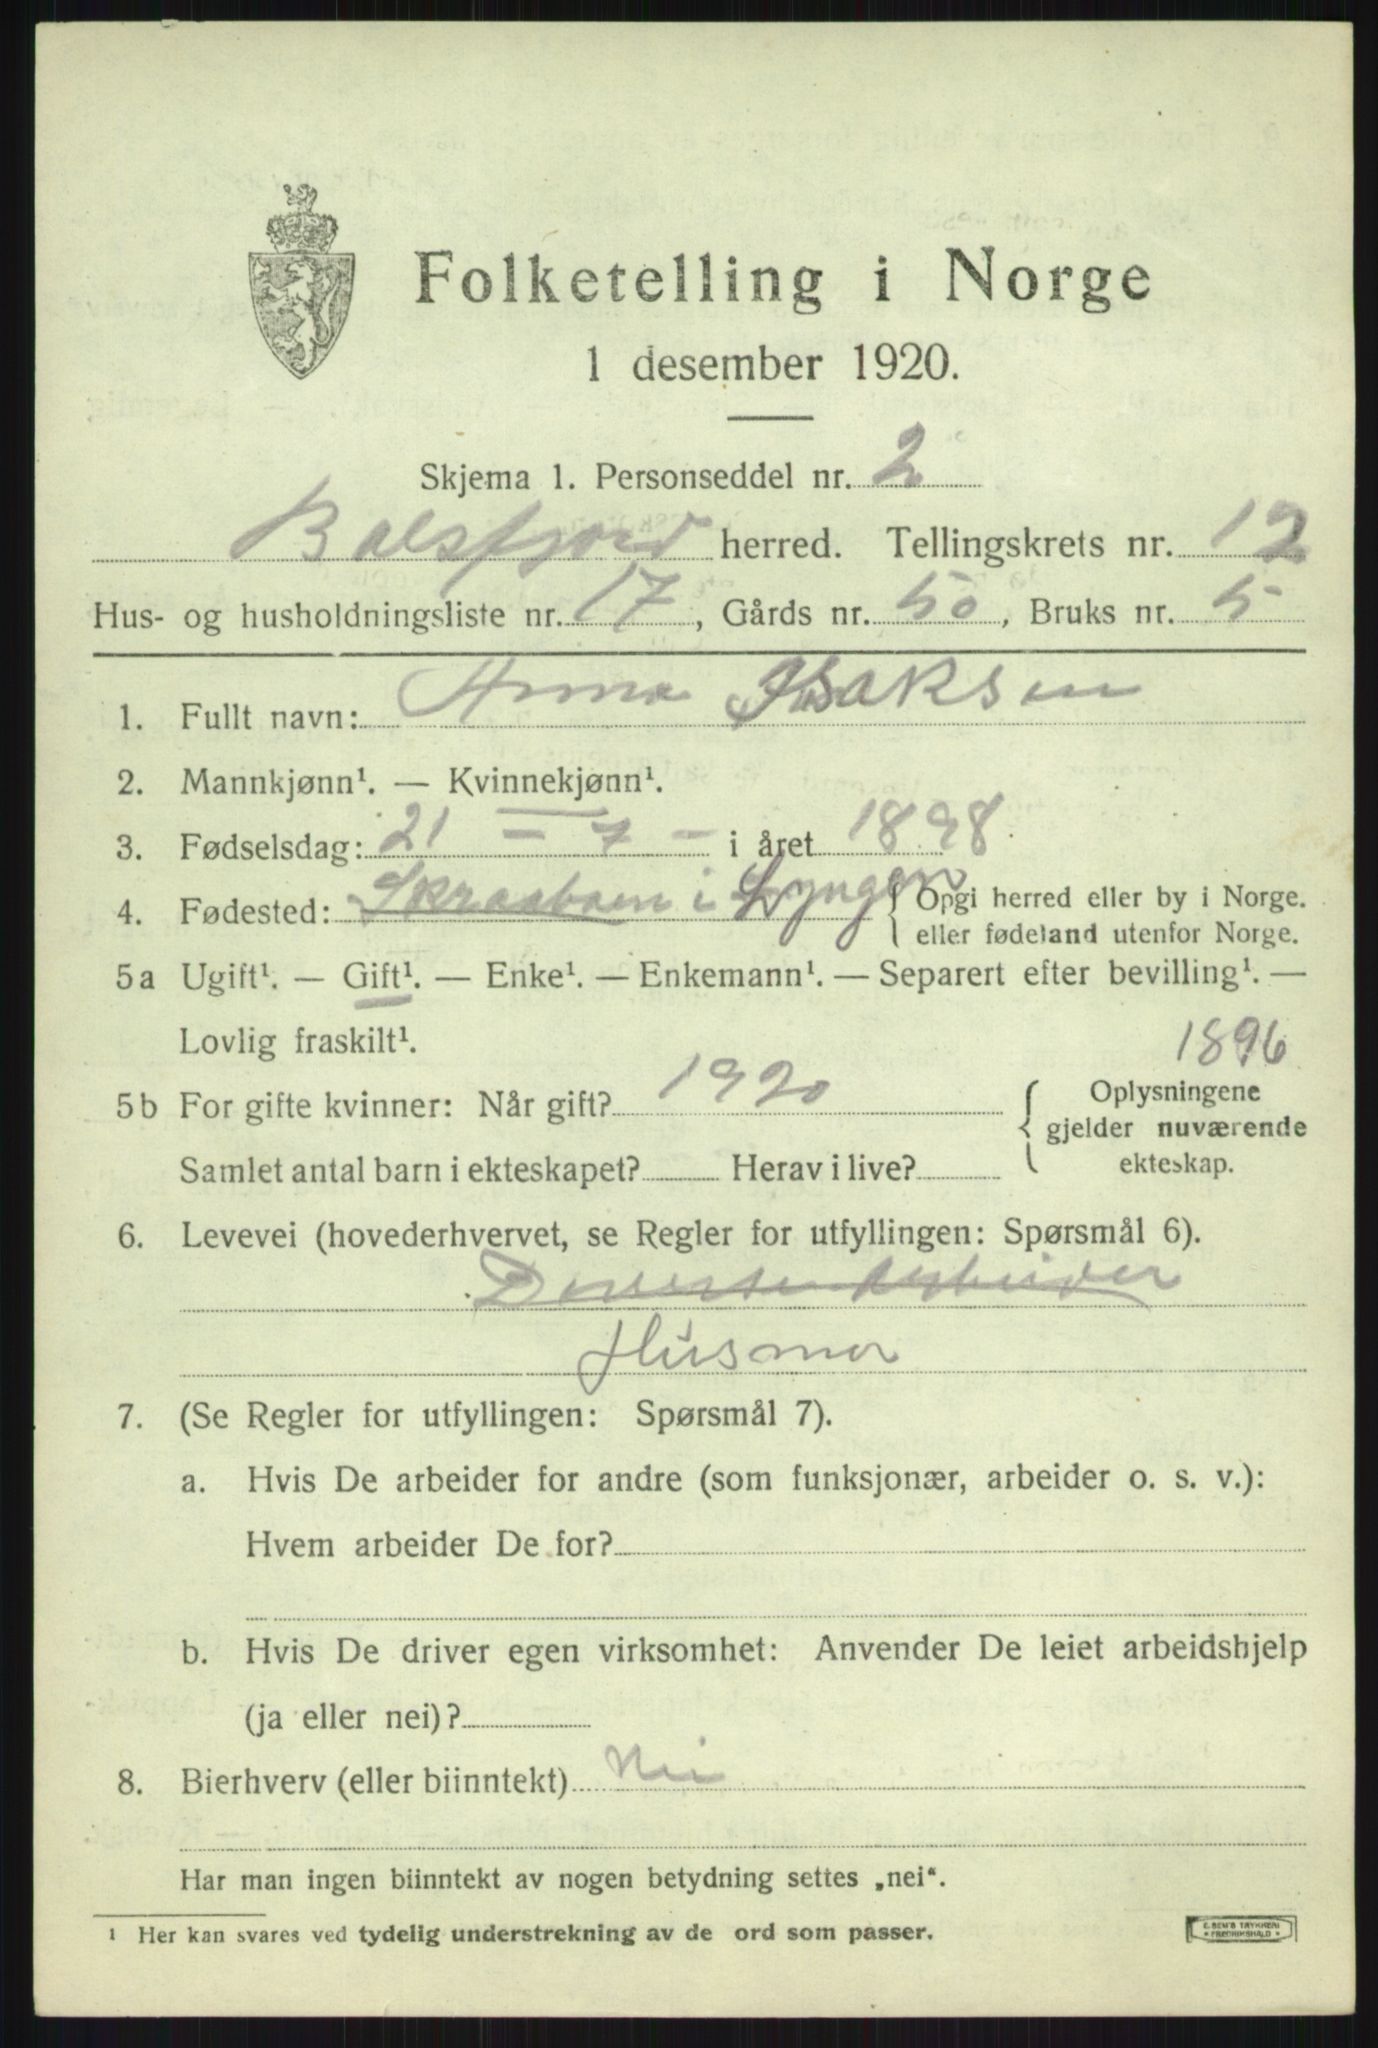 Folketelling i Norge
1 desember 1920.
Skjema 1. Personseddel nr. 2
Balsfjord herred. Tellingskrets nr. 12
Hus- og husholdningsliste nr. 17, Gårds nr. 50, Bruks nr. 5
1. Fullt navn: Anna Isaksen
2. Mannkjønn¹. — Kvinnekjønn¹.
3. Fødselsdag: 21 – 7 – i året 1898
4. Fødested: i Lyngen { Opgi herred eller by i Norge.
eller fødeland utenfor Norge.
5a Ugift¹. — Gift¹. — Enke¹. — Enkemann¹. — Separert efter bevilling¹. —
Lovlig fraskilt¹.
1896
5b For gifte kvinner: Når gift? 1920
Oplysningene
gjelder nuværende
ekteskap.
Samlet antal barn i ekteskapet? Herav i live?
6. Levevei (hovederhvervet, se Regler for utfyllingen: Spørsmål 6).
Diverse Arbeider
Husmor
7. (Se Regler for utfyllingen: Spørsmål 7).
a. Hvis De arbeider for andre (som funksjonær, arbeider o. s. v.):
Hvem arbeider De for?
b. Hvis De driver egen virksomhet: Anvender De leiet arbeidshjelp
(ja eller nei)?
8. Bierhverv (eller biinntekt) Nei
Har man ingen biinntekt av nogen betydning settes „nei“.
¹ Her kan svares ved tydelig understrekning av de ord som passer.
E. SEM'S TRYKKERI
* FREDRIKSHALD *